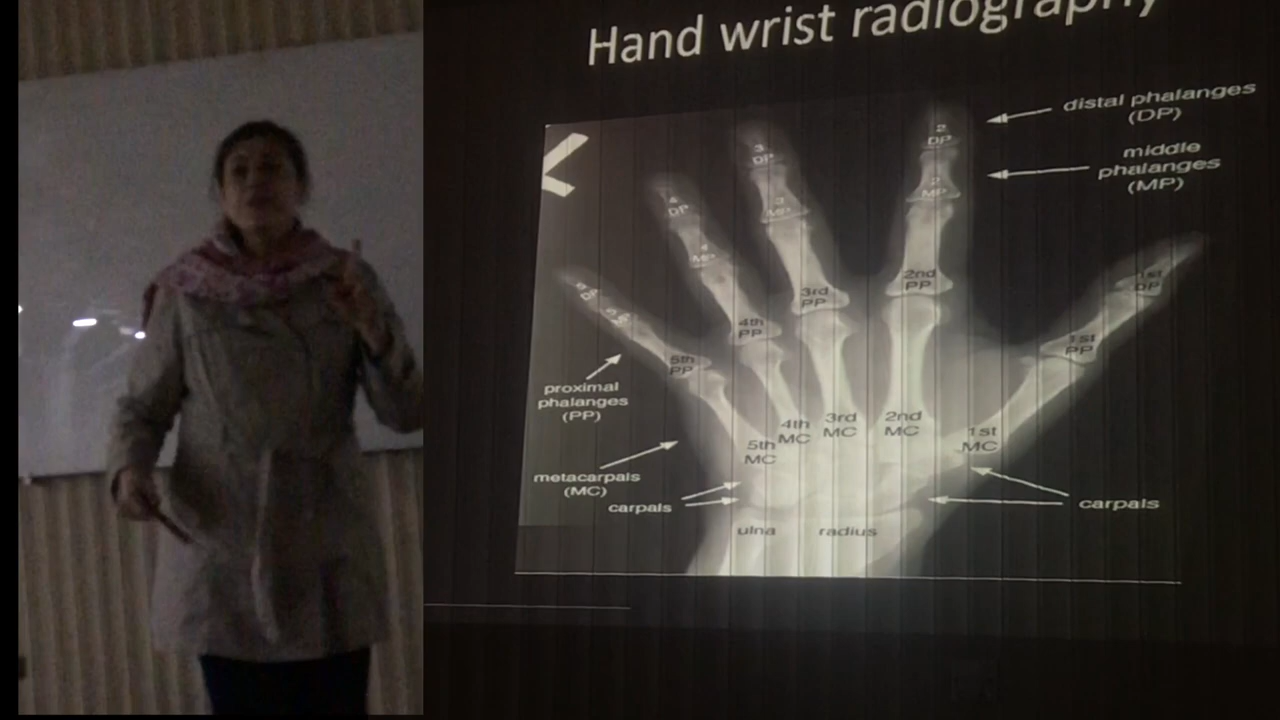 Hand wrist radiography
distal phalanges
(DP)
middle
phalanges
(MP)
2
DP
2
MP
3
DP
3
MP
4
DP
4
MP
5
DP
1st
DP
2nd
PP
3rd
PP
4th
PP
5th
PP
1st
PP
proximal
phalanges
(PP)
metacarpals
(MC)
carpals
5th
MC
4th
MC
3rd
MC
2nd
MC
1st
MC
carpals
ulna
radius